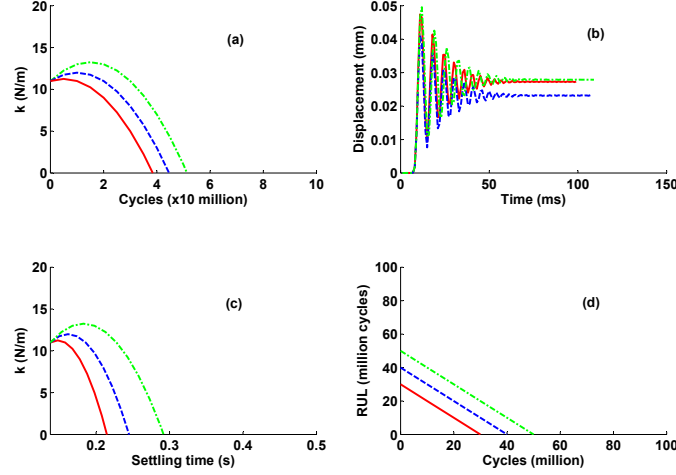 20
15
10
5
0
0 2 4 6 8 10
k (N/m)
Cycles (x10 million)
(a)
0.05
0.04
0.03
0.02
0.01
0
0 50 100 150
Displacement (mm)
Time (ms)
(b)
20
15
10
5
0
0.2 0.3 0.4 0.5
k (N/m)
Settling time (s)
(c)
100
80
60
40
20
0
0 20 40 60 80 100
RUL (million cycles)
Cycles (million)
(d)